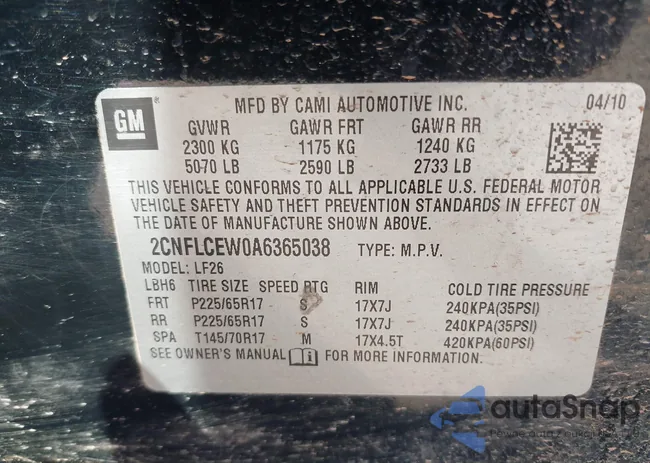 GM
MFD BY CAMI AUTOMOTIVE INC. 04/10
GVWR GAWR FRT GAWR RR
2300 KG 1175 KG 1240 KG
5070 LB 2590 LB 2733 LB
THIS VEHICLE CONFORMS TO ALL APPLICABLE U.S. FEDERAL MOTOR
VEHICLE SAFETY AND THEFT PREVENTION STANDARDS IN EFFECT ON
THE DATE OF MANUFACTURE SHOWN ABOVE.
2CNFLCEW0A6365038 TYPE: M.P.V.
MODEL: LF26
LBH6 TIRE SIZE SPEED RTG RIM COLD TIRE PRESSURE
FRT P225/65R17 S 17X7J 240KPA(35PSI)
RR P225/65R17 S 17X7J 240KPA(35PSI)
SPA T145/70R17 M 17X4.5T 420KPA(60PSI)
SEE OWNER'S MANUAL FOR MORE INFORMATION.
autoSnap